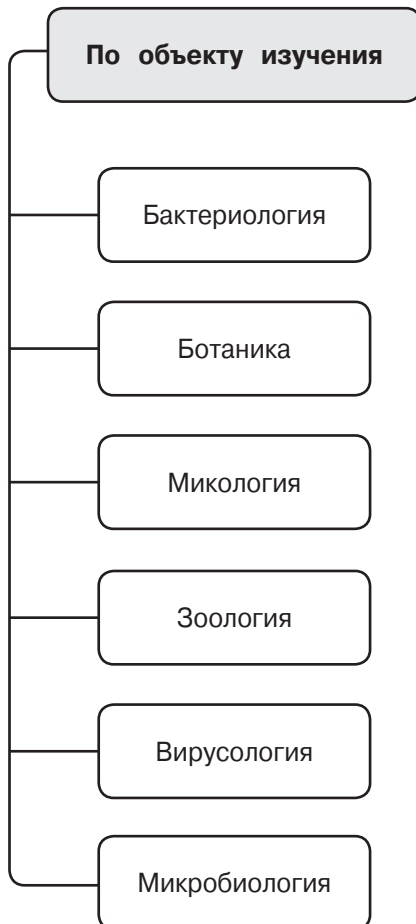 По объекту изучения
Бактериология
Ботаника
Микология
Зоология
Вирусология
Микробиология